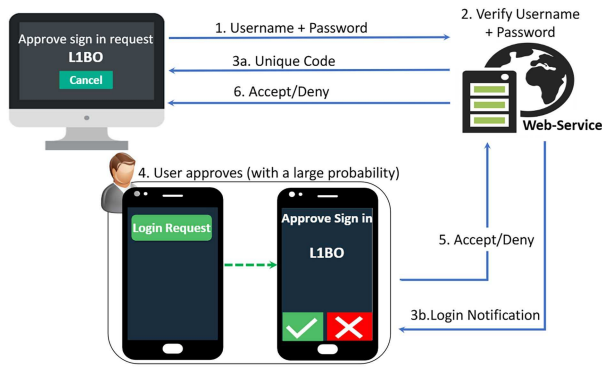 1. Username + Password
2. Verify Username
+ Password
Approve sign in request
L1BO
Cancel
3a. Unique Code
6. Accept/Deny
Web-Service
4. User approves (with a large probability)
Login Request
Approve Sign in
L1BO
5. Accept/Deny
3b.Login Notification